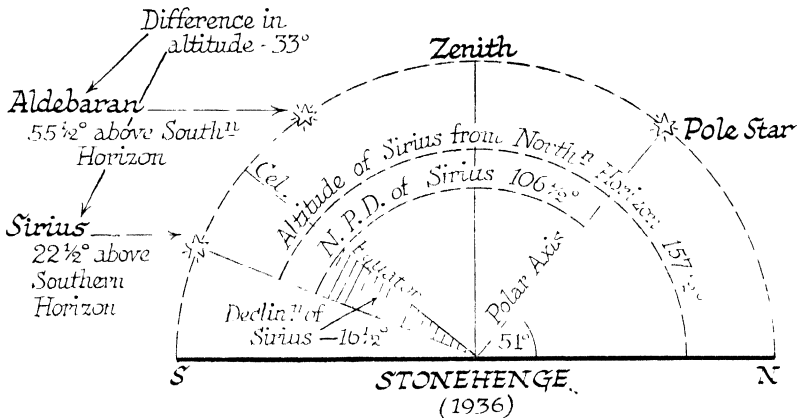 Difference in
altitude - 33°
Zenith
Aldebaran
55½° above Southⁿ
Horizon
Pole Star
Cel.
Altitude of Sirius from Northⁿ Horizon 157½°
N.P.D. of Sirius 106½°
Sirius
22½° above
Southern
Horizon
Equator
Polar Axis
Declinⁿ of
Sirius -16½°
51°
S
STONEHENGE
N
(1936)